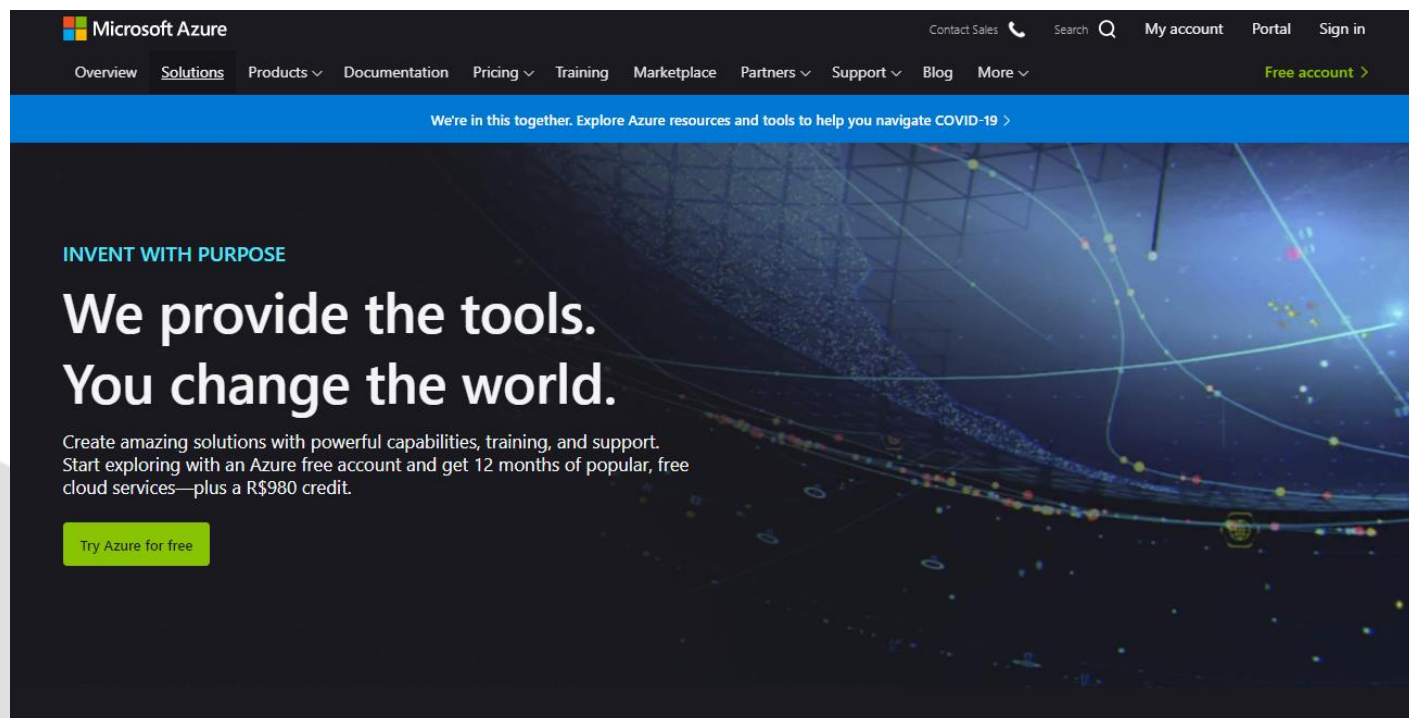 Microsoft Azure
Contact Sales
Search
My account
Portal
Sign in
Overview
Solutions
Products
Documentation
Pricing
Training
Marketplace
Partners
Support
Blog
More
Free account
We're in this together. Explore Azure resources and tools to help you navigate COVID-19
INVENT WITH PURPOSE
We provide the tools.
You change the world.
Create amazing solutions with powerful capabilities, training, and support.
Start exploring with an Azure free account and get 12 months of popular, free
cloud services—plus a R$980 credit.
Try Azure for free